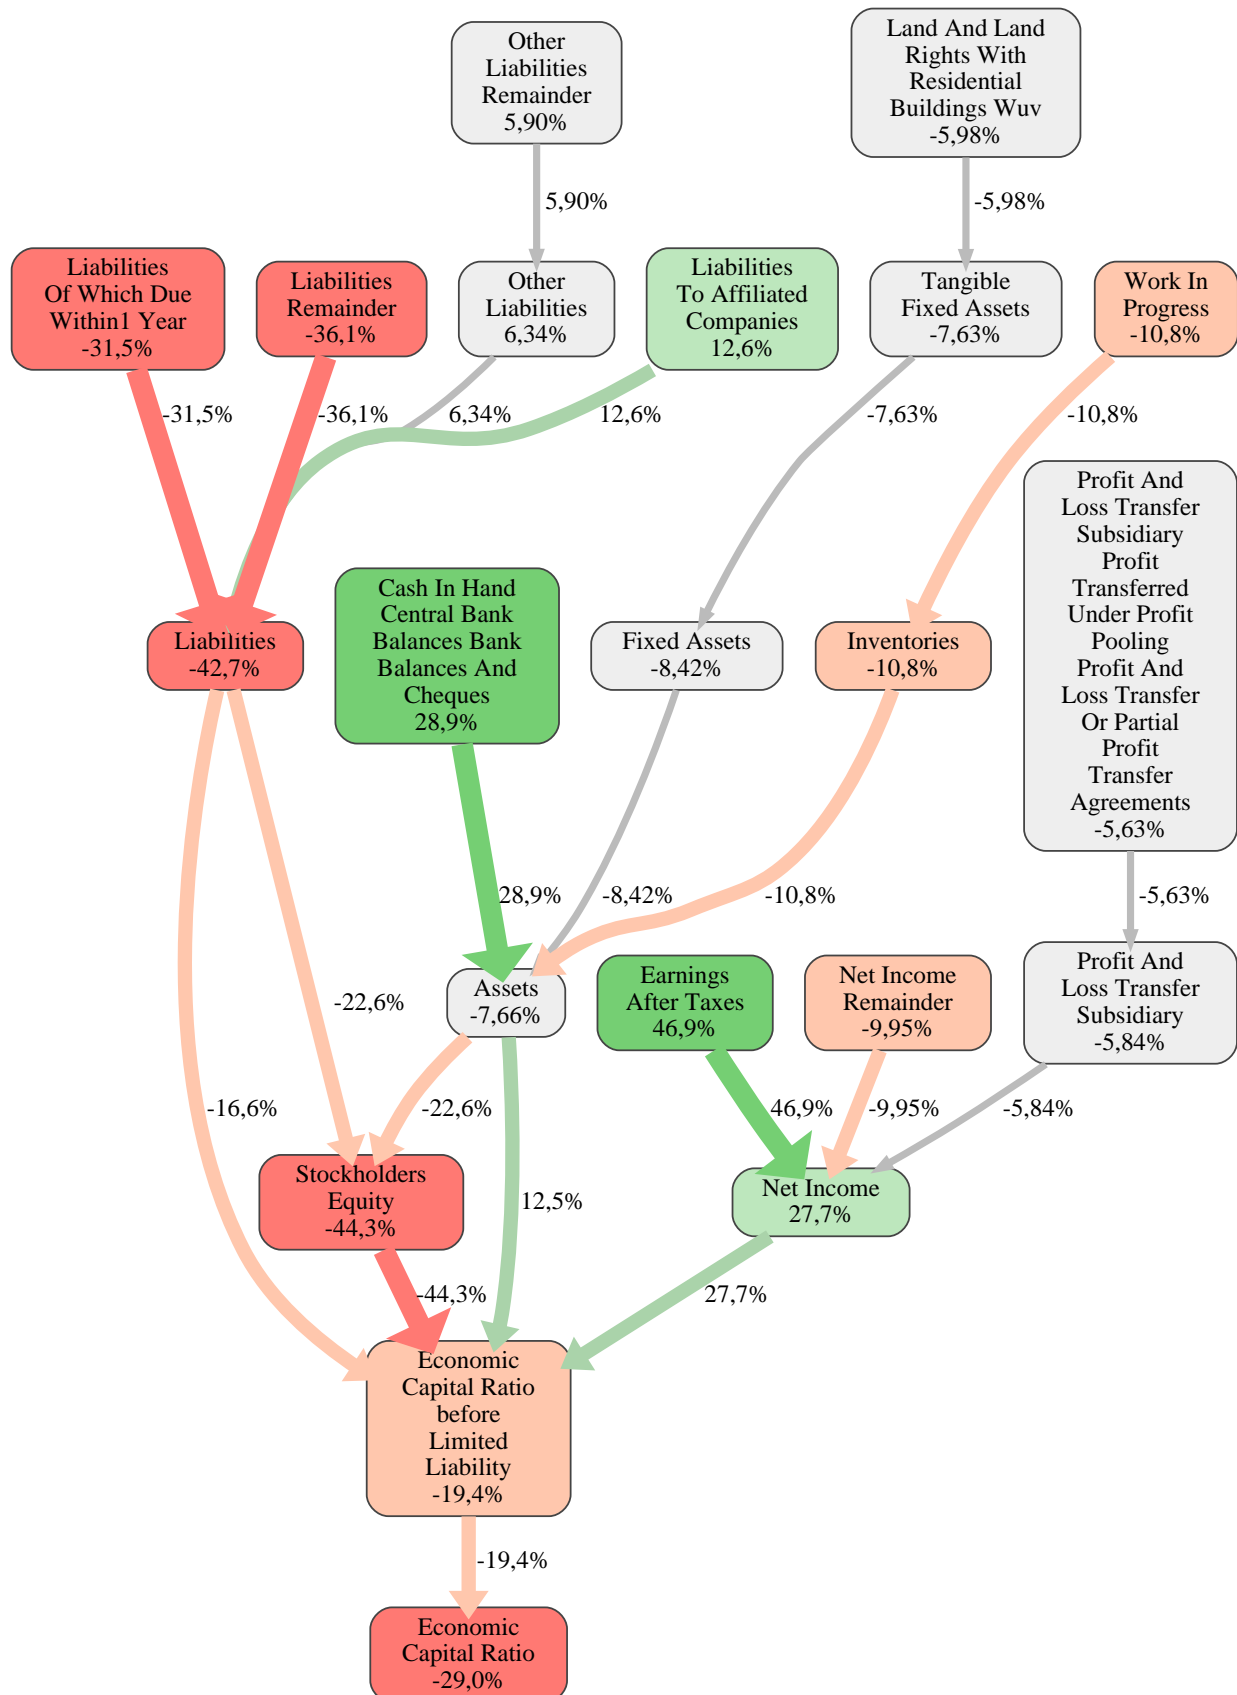 Other
Liabilities
Remainder
5,90%
Land And Land
Rights With
Residential
Buildings Wuv
-5,98%
5,90%
-5,98%
Liabilities
Of Which Due
Within1 Year
-31,5%
Liabilities
Remainder
-36,1%
Other
Liabilities
6,34%
Liabilities
To Affiliated
Companies
12,6%
Tangible
Fixed Assets
-7,63%
Work In
Progress
-10,8%
-31,5%
-36,1%
6,34%
12,6%
-7,63%
-10,8%
Profit And
Loss Transfer
Subsidiary
Profit
Transferred
Under Profit
Pooling
Profit And
Loss Transfer
Or Partial
Profit
Transfer
Agreements
-5,63%
Cash In Hand
Central Bank
Balances Bank
Balances And
Cheques
28,9%
Liabilities
-42,7%
Fixed Assets
-8,42%
Inventories
-10,8%
28,9%
-8,42%
-10,8%
-5,63%
-22,6%
Assets
-7,66%
Earnings
After Taxes
46,9%
Net Income
Remainder
-9,95%
Profit And
Loss Transfer
Subsidiary
-5,84%
-16,6%
-22,6%
46,9%
-9,95%
-5,84%
Stockholders
Equity
-44,3%
12,5%
Net Income
27,7%
-44,3%
27,7%
Economic
Capital Ratio
before
Limited
Liability
-19,4%
-19,4%
Economic
Capital Ratio
-29,0%